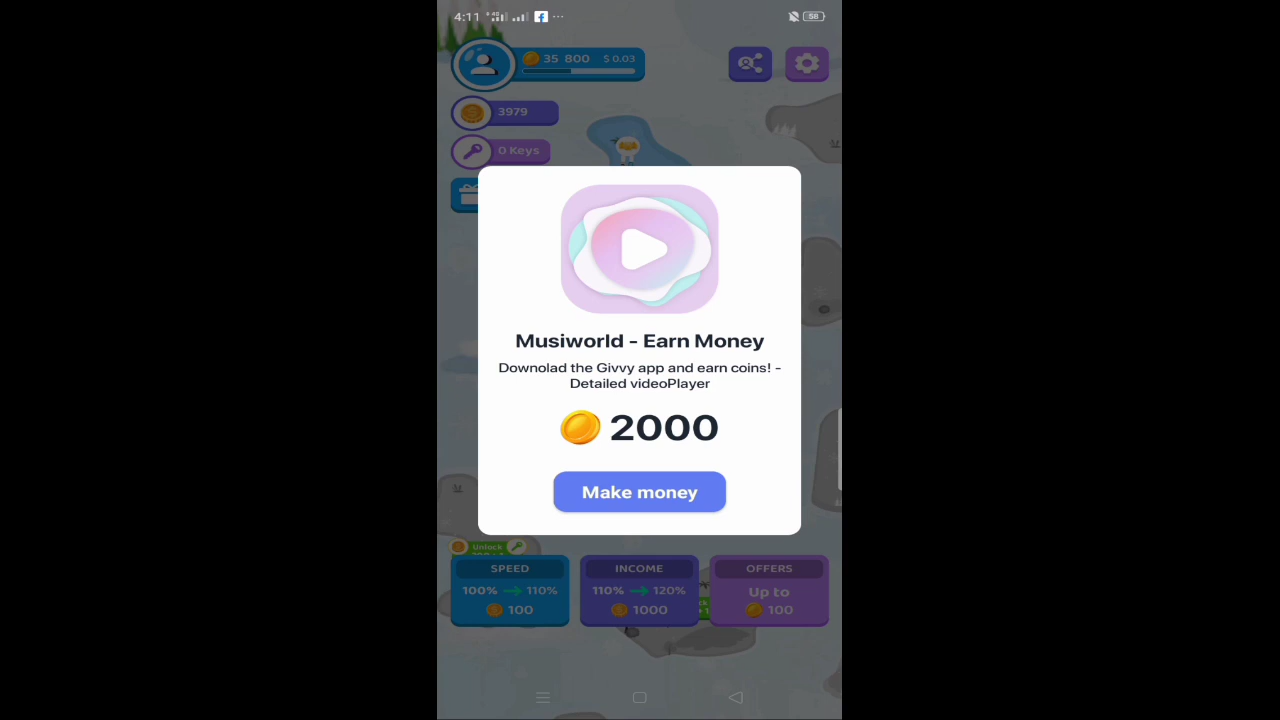 4:11
58
35 800 $ 0.03
3979
0 Keys
Musiworld - Earn Money
Downolad the Givvy app and earn coins! -
Detailed videoPlayer
2000
Make money
Unlock
SPEED
100% 110%
100
INCOME
110% 120%
1000
OFFERS
Up to
100